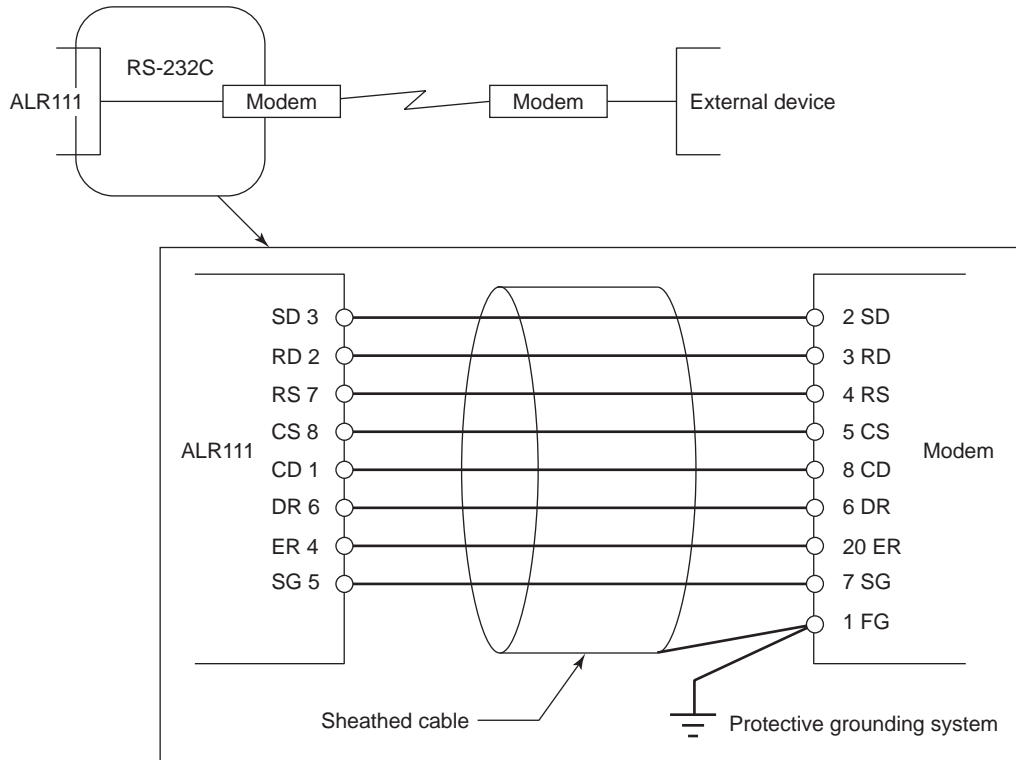 RS-232C
ALR111
Modem
Modem
External device
SD 3
2 SD
RD 2
3 RD
RS 7
4 RS
CS 8
5 CS
ALR111
Modem
CD 1
8 CD
DR 6
6 DR
ER 4
20 ER
SG 5
7 SG
1 FG
Sheathed cable
Protective grounding system